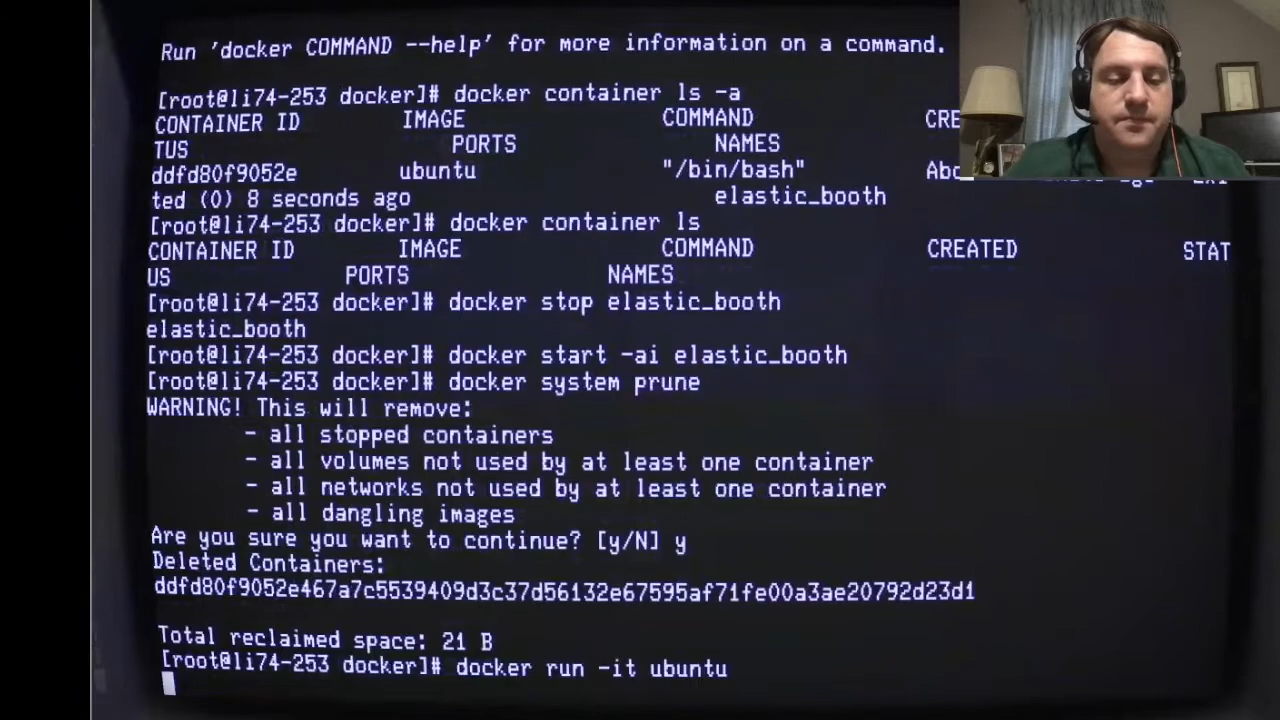 Run 'docker COMMAND --help' for more information on a command.
[root@li74-253 docker]# docker container ls -a
CONTAINER ID IMAGE COMMAND CRE
TUS PORTS NAMES
ddfd80f9052e ubuntu "/bin/bash" Abo
ted (0) 8 seconds ago elastic_booth
[root@li74-253 docker]# docker container ls
CONTAINER ID IMAGE COMMAND CREATED STAT
US PORTS NAMES
[root@li74-253 docker]# docker stop elastic_booth
elastic_booth
[root@li74-253 docker]# docker start -ai elastic_booth
[root@li74-253 docker]# docker system prune
WARNING! This will remove:
- all stopped containers
- all volumes not used by at least one container
- all networks not used by at least one container
- all dangling images
Are you sure you want to continue? [y/N] y
Deleted Containers:
ddfd80f9052e467a7c5539409d3c37d56132e67595af71fe00a3ae20792d23d1
Total reclaimed space: 21 B
[root@li74-253 docker]# docker run -it ubuntu